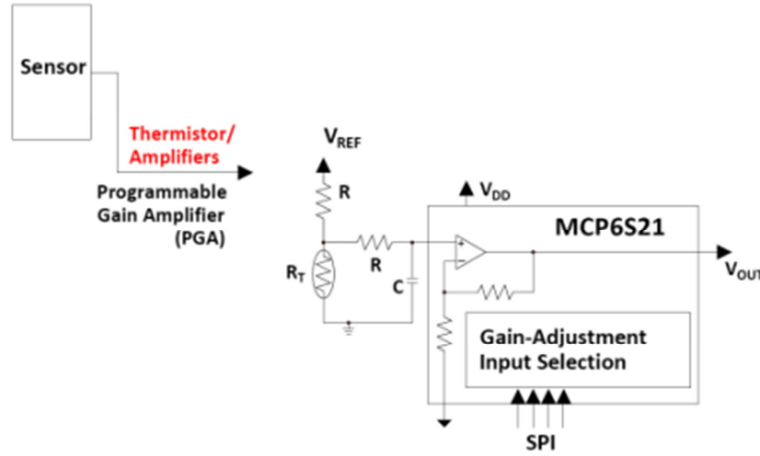 Sensor
Thermistor/
Amplifiers
Programmable
Gain Amplifier
(PGA)
VREF
R
RT
R
C
VDD
MCP6S21
+
−
VOUT
Gain-Adjustment
Input Selection
SPI